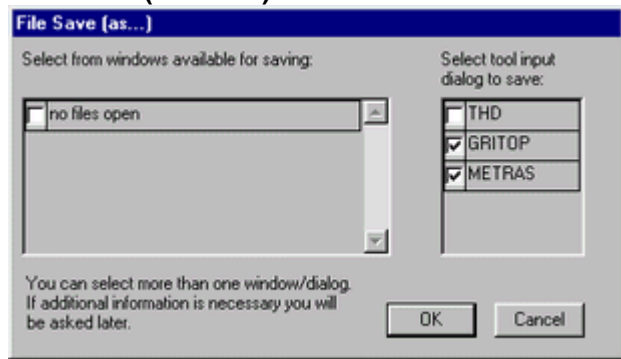 File Save (as...)
Select from windows available for saving:
Select tool input
dialog to save:
no files open
THD
GRITOP
METRAS
You can select more than one window/dialog.
If additional information is necessary you will
be asked later.
OK
Cancel